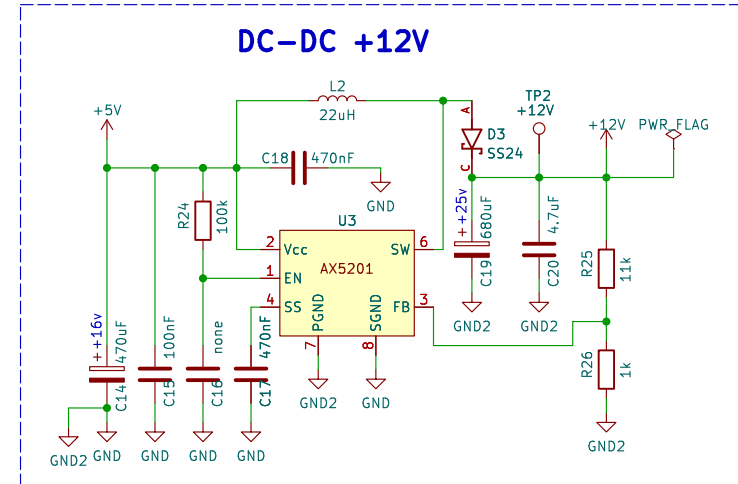 DC-DC +12V
+5V
L2
22uH
TP2
+12V
+12V
PWR_FLAG
A
D3
SS24
C
C18
470nF
GND
R24
100k
U3
2
Vcc
SW
6
AX5201
1
EN
4
SS
FB
3
PGND
SGND
7
8
GND2
GND
++25v
680uF
C19
GND2
4.7uF
C20
GND2
R25
11k
R26
1k
GND2
++16v
470uF
C14
100nF
C15
none
C16
470nF
C17
GND2
GND
GND
GND
GND